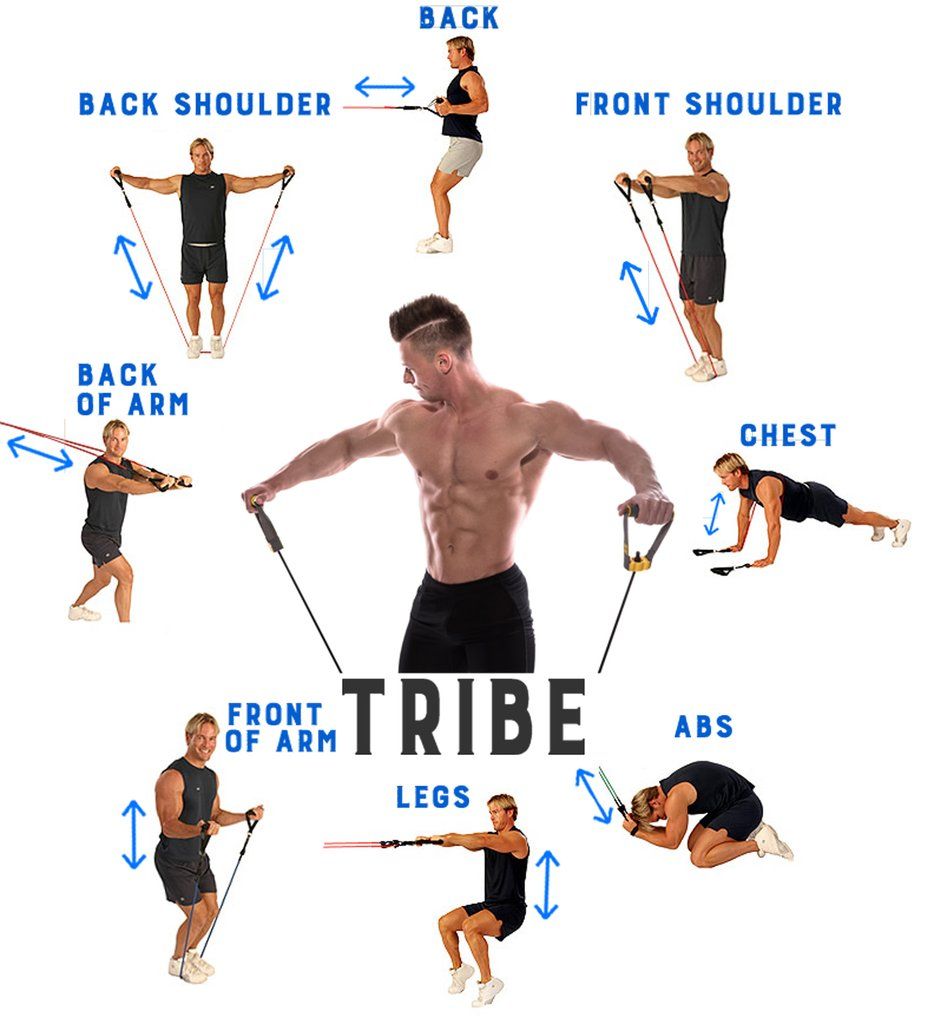 BACK
BACK SHOULDER
FRONT SHOULDER
BACK
OF ARM
CHEST
TRIBE
FRONT
OF ARM
ABS
LEGS